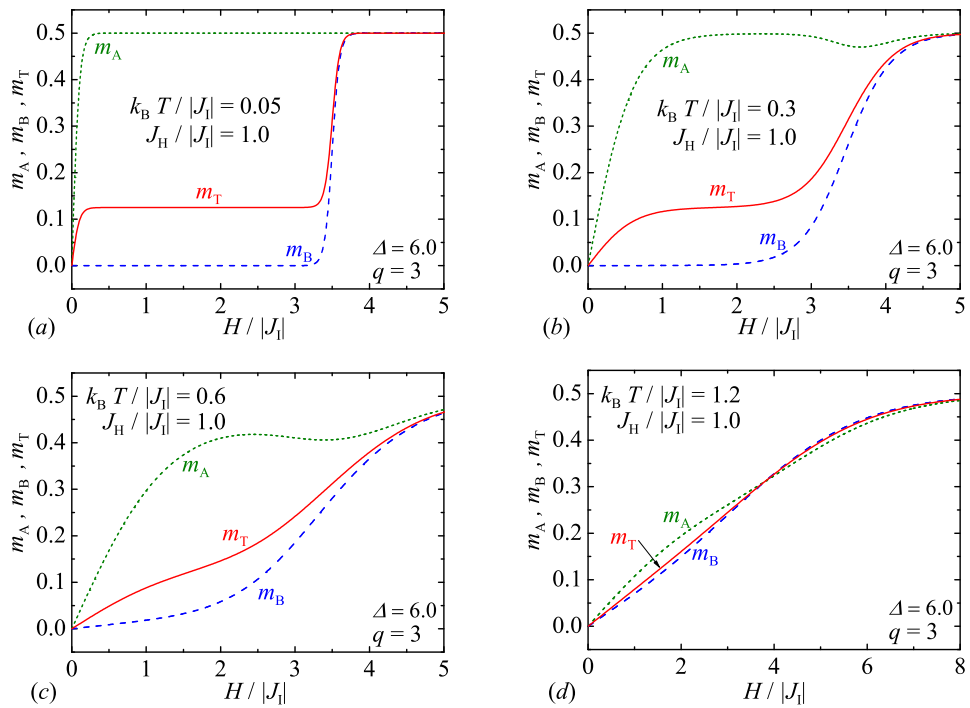 m_A , m_B , m_T
0.5
0.4
0.3
0.2
0.1
0.0
m_A
k_B T / |J_I| = 0.05
J_H / |J_I| = 1.0
m_T
m_B
Δ = 6.0
q = 3
0 1 2 3 4 5
(a)
H / |J_I|
m_A , m_B , m_T
0.5
0.4
0.3
0.2
0.1
0.0
m_A
k_B T / |J_I| = 0.3
J_H / |J_I| = 1.0
m_T
m_B
Δ = 6.0
q = 3
0 1 2 3 4 5
(b)
H / |J_I|
m_A , m_B , m_T
k_B T / |J_I| = 0.6
J_H / |J_I| = 1.0
0.5
0.4
0.3
0.2
0.1
0.0
m_A
m_T
m_B
Δ = 6.0
q = 3
0 1 2 3 4 5
(c)
H / |J_I|
m_A , m_B , m_T
k_B T / |J_I| = 1.2
J_H / |J_I| = 1.0
0.5
0.4
0.3
0.2
0.1
0.0
m_A
m_T
m_B
Δ = 6.0
q = 3
0 2 4 6 8
(d)
H / |J_I|